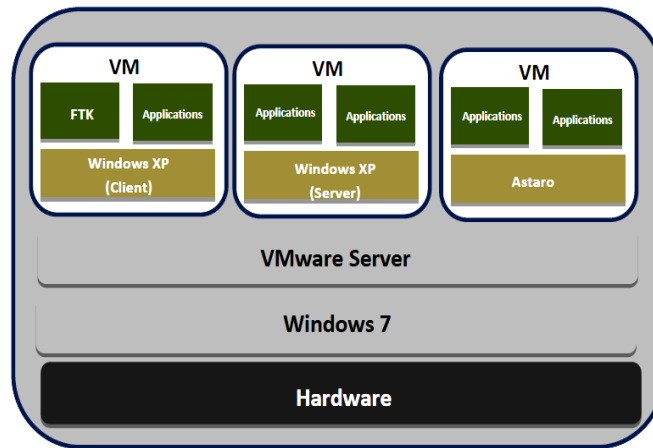 VM
FTK
Applications
Windows XP
(Client)
VM
Applications
Applications
Windows XP
(Server)
VM
Applications
Applications
Astaro
VMware Server
Windows 7
Hardware